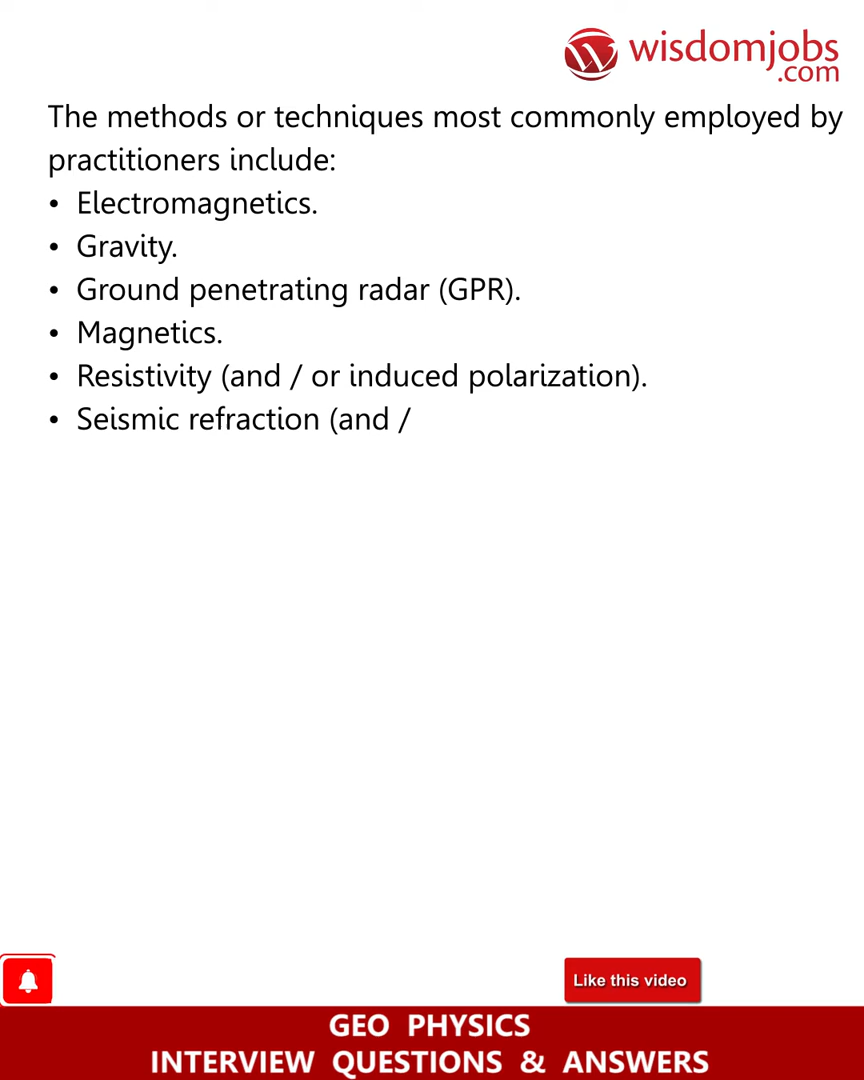 wisdomjobs
.com
The methods or techniques most commonly employed by
practitioners include:
• Electromagnetics.
• Gravity.
• Ground penetrating radar (GPR).
• Magnetics.
• Resistivity (and / or induced polarization).
• Seismic refraction (and /
Like this video
GEO PHYSICS
INTERVIEW QUESTIONS & ANSWERS